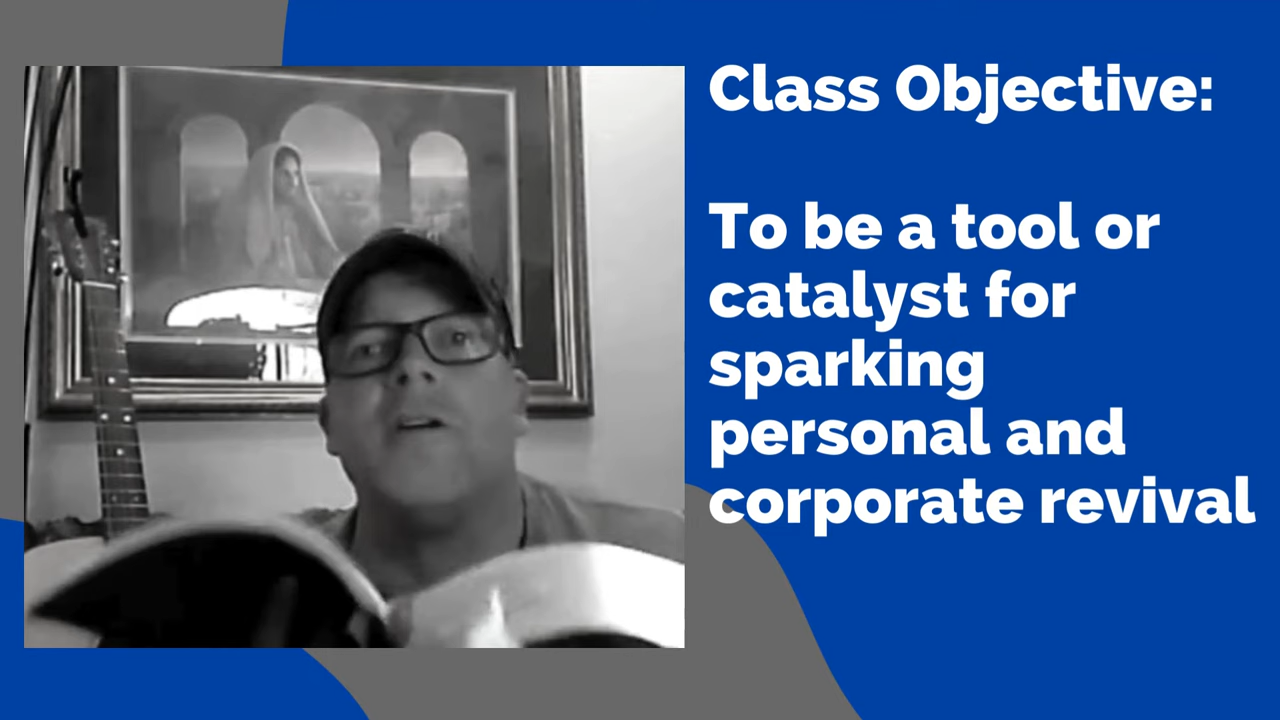 Class Objective:
To be a tool or
catalyst for
sparking
personal and
corporate revival